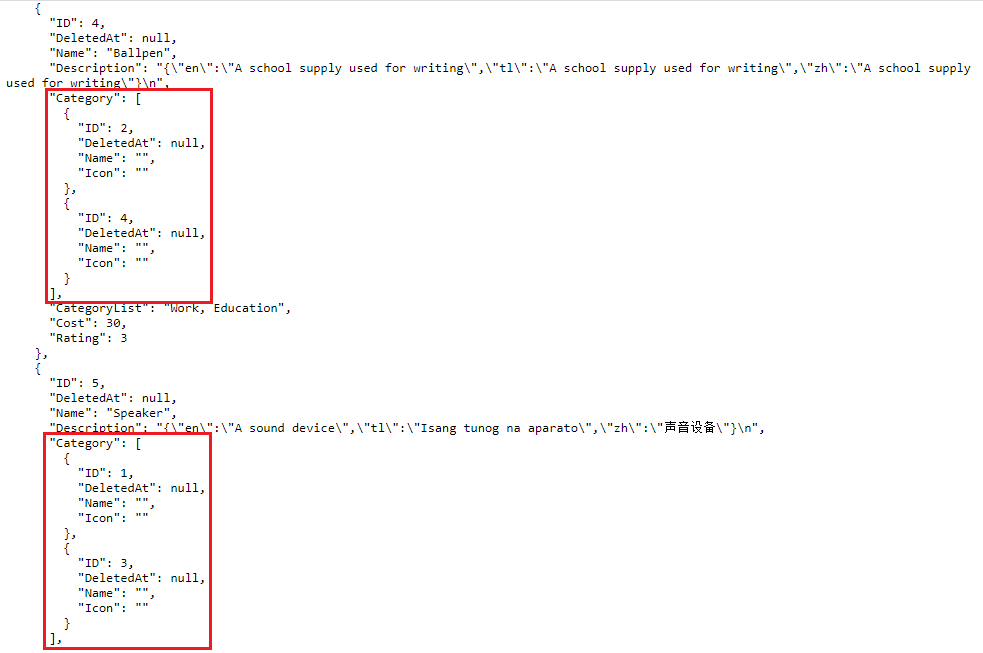 {
"ID": 4,
"DeletedAt": null,
"Name": "Ballpen",
"Description": "{\"en\":\"A school supply used for writing\",\"tl\":\"A school supply used for writing\",\"zh\":\"A school supply
used for writing\"}\n",
"Category": [
{
"ID": 2,
"DeletedAt": null,
"Name": "",
"Icon": ""
},
{
"ID": 4,
"DeletedAt": null,
"Name": "",
"Icon": ""
}
],
"CategoryList": "Work, Education",
"Cost": 30,
"Rating": 3
},
{
"ID": 5,
"DeletedAt": null,
"Name": "Speaker",
"Description": "{\"en\":\"A sound device\",\"tl\":\"Isang tunog na aparato\",\"zh\":\"声音设备\"}\n",
"Category": [
{
"ID": 1,
"DeletedAt": null,
"Name": "",
"Icon": ""
},
{
"ID": 3,
"DeletedAt": null,
"Name": "",
"Icon": ""
}
],